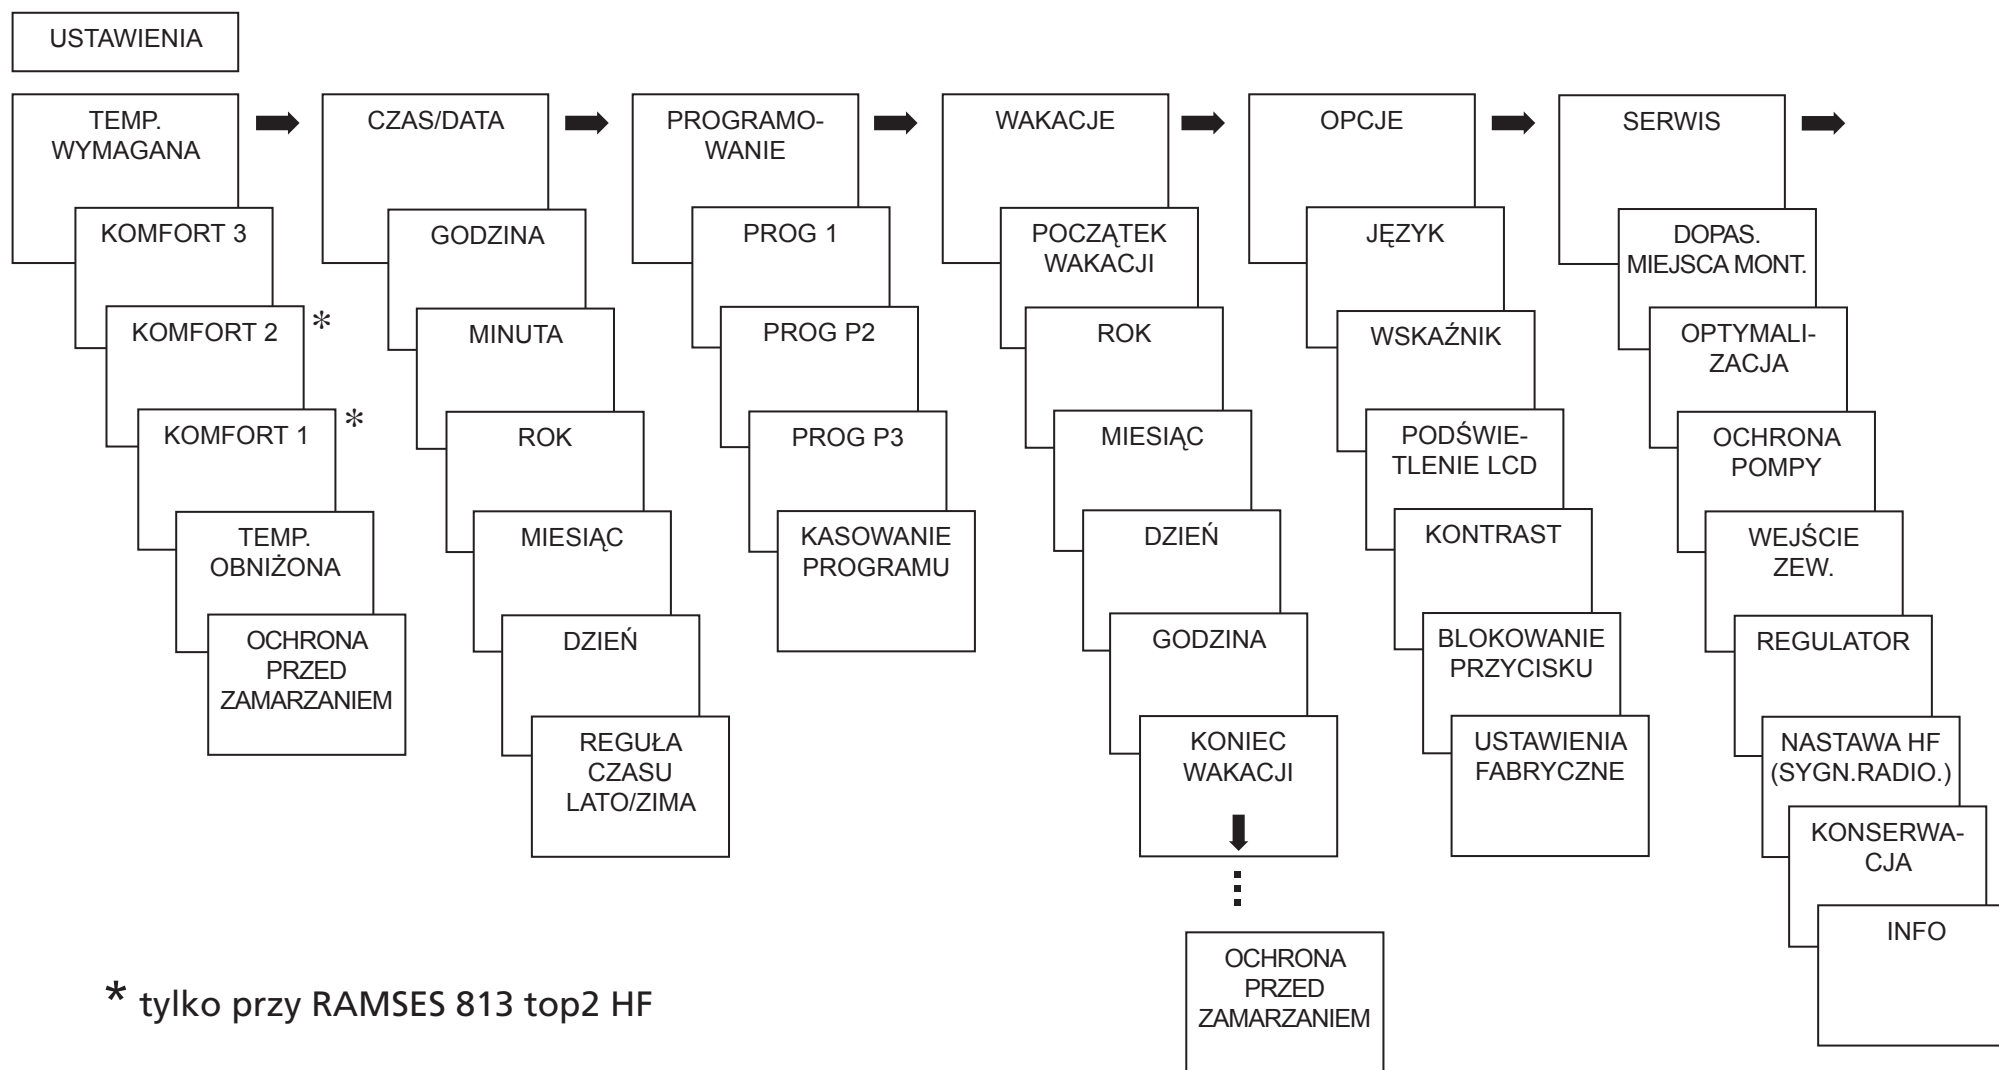 USTAWIENIA
TEMP.
WYMAGANA
KOMFORT 3
KOMFORT 2 *
KOMFORT 1 *
TEMP.
OBNIŻONA
OCHRONA
PRZED
ZAMARZANIEM
CZAS/DATA
GODZINA
MINUTA
ROK
MIESIĄC
DZIEŃ
REGUŁA
CZASU
LATO/ZIMA
PROGRAMO-
WANIE
PROG 1
PROG P2
PROG P3
KASOWANIE
PROGRAMU
WAKACJE
POCZĄTEK
WAKACJI
ROK
MIESIĄC
DZIEŃ
GODZINA
KONIEC
WAKACJI
OCHRONA
PRZED
ZAMARZANIEM
OPCJE
JĘZYK
WSKAŹNIK
PODŚWIE-
TLENIE LCD
KONTRAST
BLOKOWANIE
PRZYCISKU
USTAWIENIA
FABRYCZNE
SERWIS
DOPAS.
MIEJSCA MONT.
OPTYMALI-
ZACJA
OCHRONA
POMPY
WEJŚCIE
ZEW.
REGULATOR
NASTAWA HF
(SYGN.RADIO.)
KONSERWA-
CJA
INFO
* tylko przy RAMSES 813 top2 HF